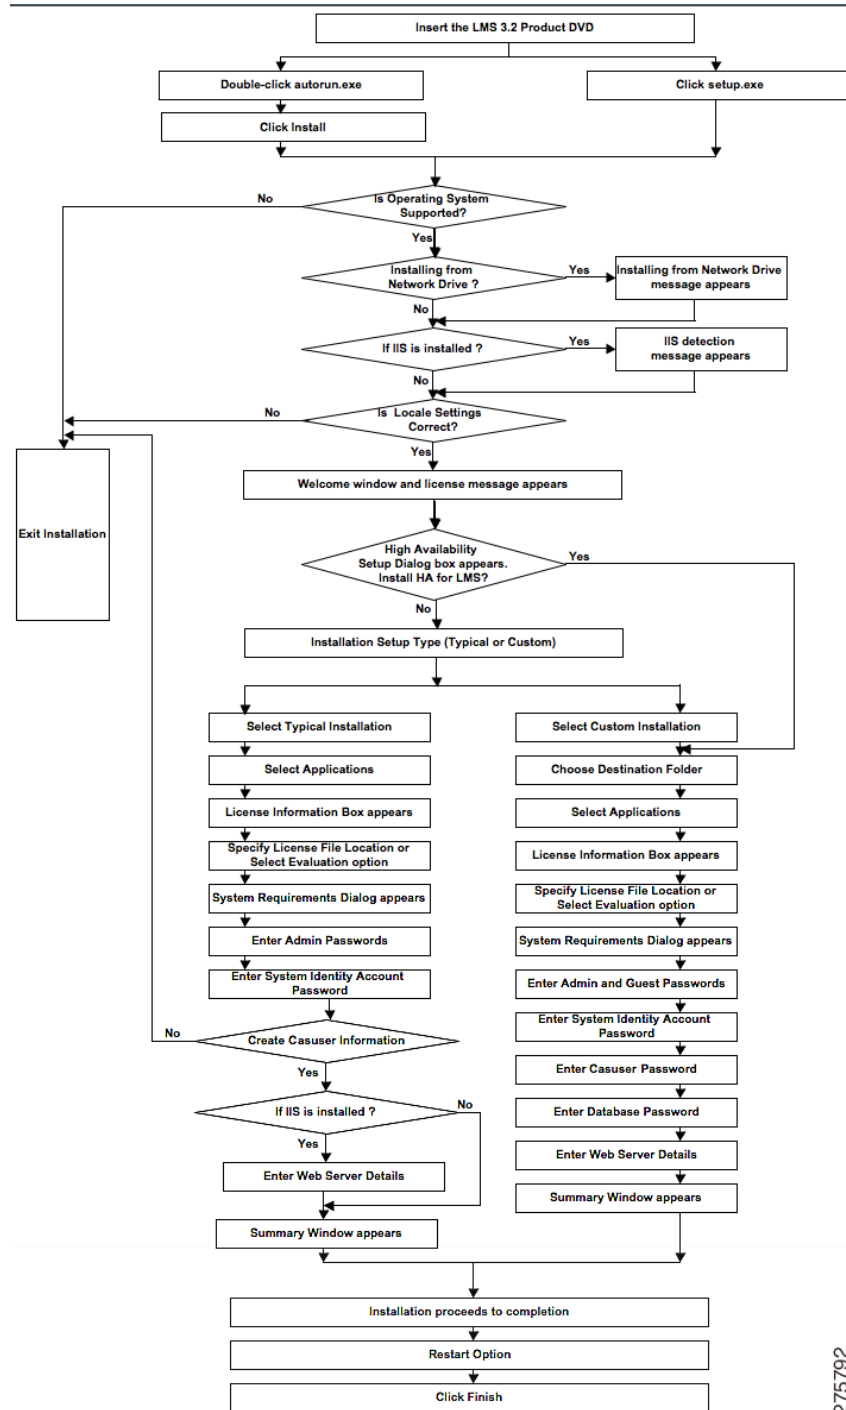 Insert the LMS 3.2 Product DVD
Double-click autorun.exe
Click setup.exe
Click Install
Is Operating System
Supported?
No
Yes
Installing from
Network Drive ?
Yes
Installing from Network Drive
message appears
No
If IIS is installed ?
Yes
IIS detection
message appears
No
Is Locale Settings
Correct?
No
Yes
Exit Installation
Welcome window and license message appears
High Availability
Setup Dialog box appears.
Install HA for LMS?
Yes
No
Installation Setup Type (Typical or Custom)
Select Typical Installation
Select Applications
License Information Box appears
Specify License File Location or
Select Evaluation option
System Requirements Dialog appears
Enter Admin Passwords
Enter System Identity Account
Password
Create Casuser Information
No
Yes
If IIS is installed ?
No
Yes
Enter Web Server Details
Summary Window appears
Select Custom Installation
Choose Destination Folder
Select Applications
License Information Box appears
Specify License File Location or
Select Evaluation option
System Requirements Dialog appears
Enter Admin and Guest Passwords
Enter System Identity Account
Password
Enter Casuser Password
Enter Database Password
Enter Web Server Details
Summary Window appears
Installation proceeds to completion
Restart Option
Click Finish
275792